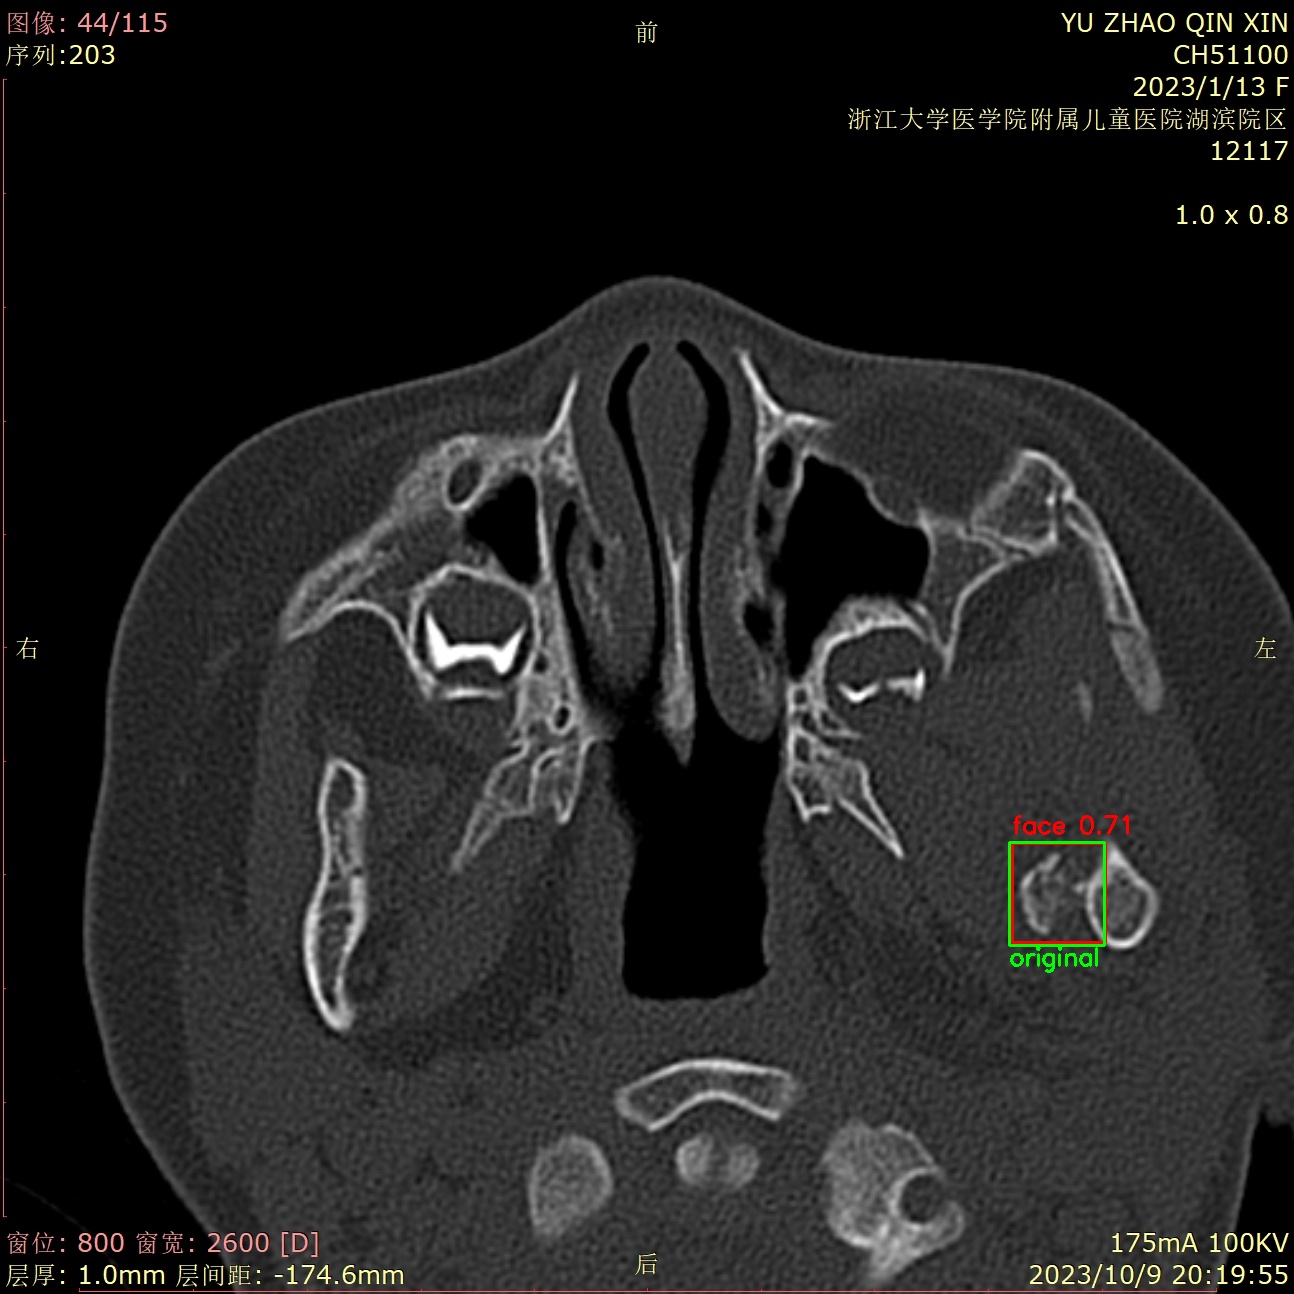 图像: 44/115
序列:203
前
YU ZHAO QIN XIN
CH51100
2023/1/13 F
浙江大学医学院附属儿童医院湖滨院区
12117
1.0 x 0.8
右
左
face 0.71
original
窗位: 800 窗宽: 2600 [D]
层厚: 1.0mm 层间距: -174.6mm
后
175mA 100KV
2023/10/9 20:19:55